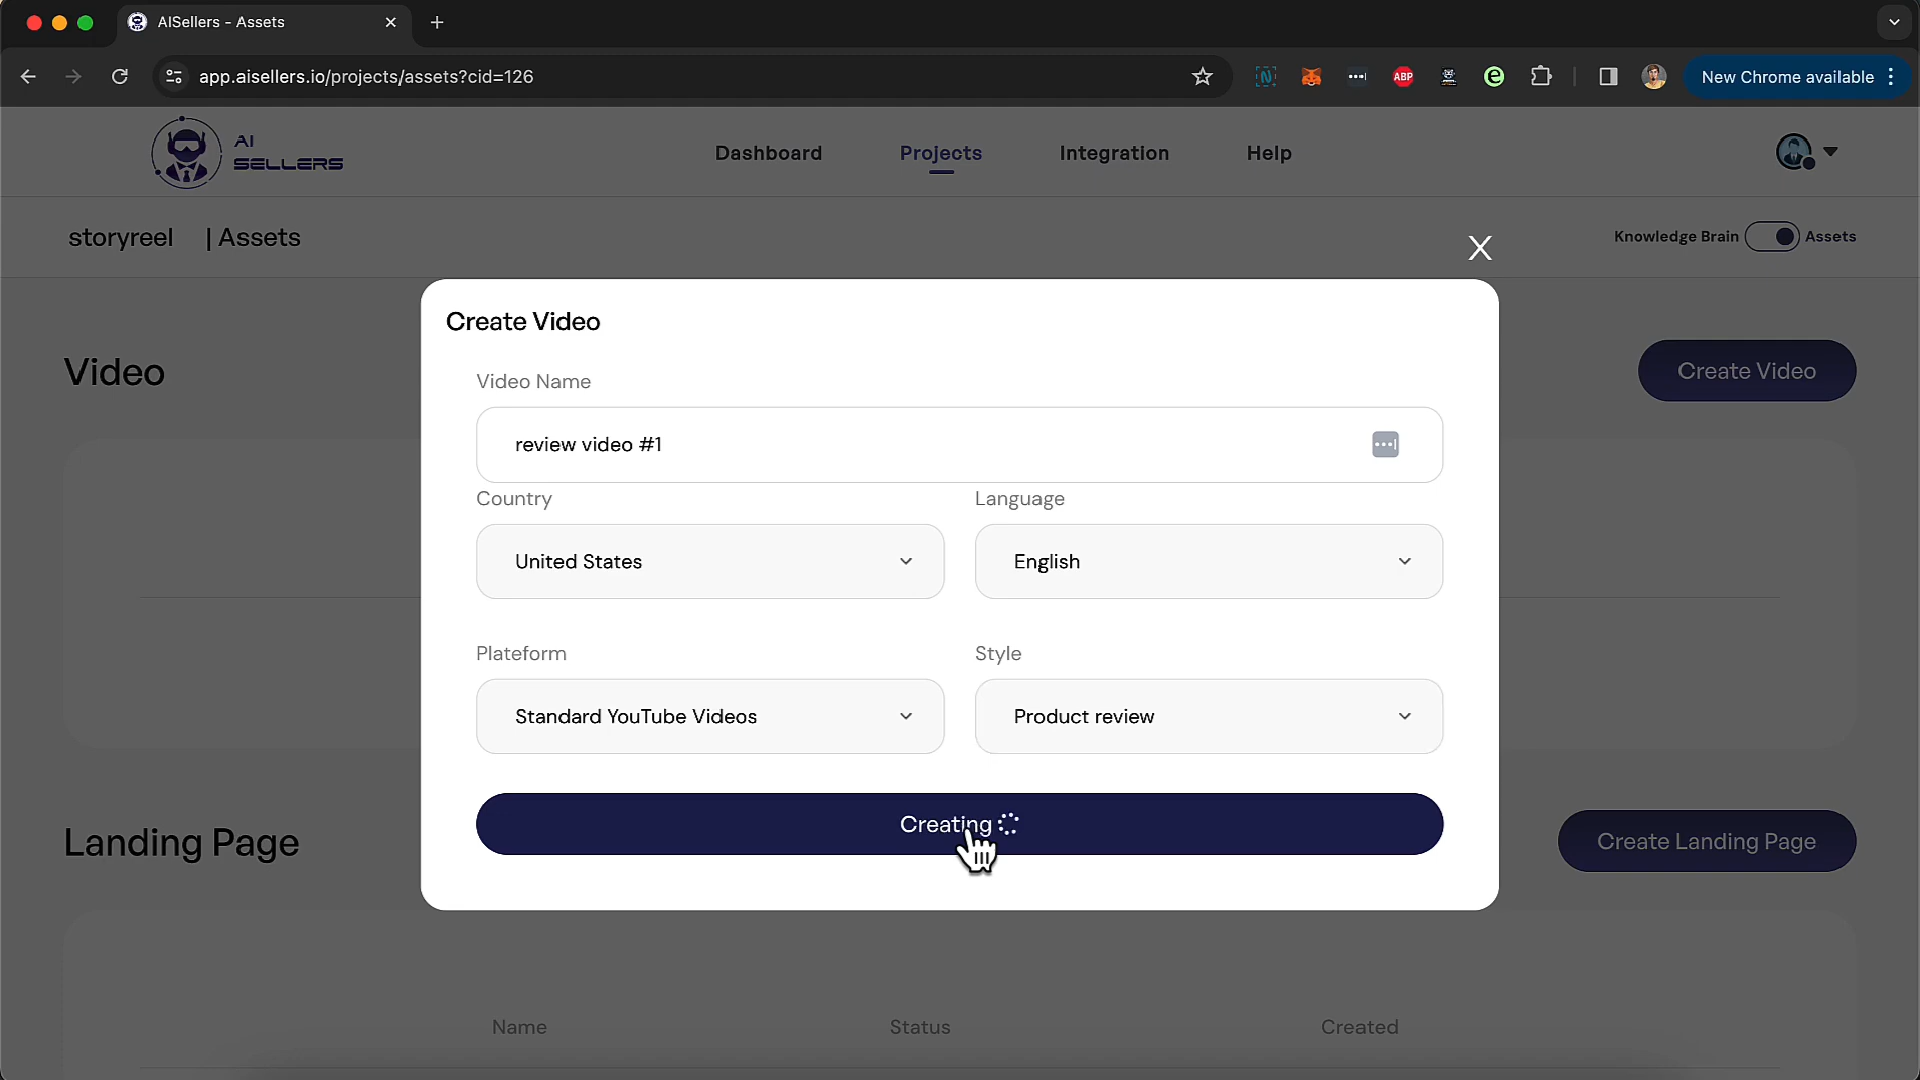 AISellers - Assets
app.aisellers.io/projects/assets?cid=126
ABP
New Chrome available
AI
SELLERS
Dashboard
Projects
Integration
Help
storyreel | Assets
Knowledge Brain
Assets
X
Create Video
Video
Create Video
Video Name
review video #1
Country
Language
United States
English
Plateform
Style
Standard YouTube Videos
Product review
Creating
Landing Page
Create Landing Page
Name
Status
Created